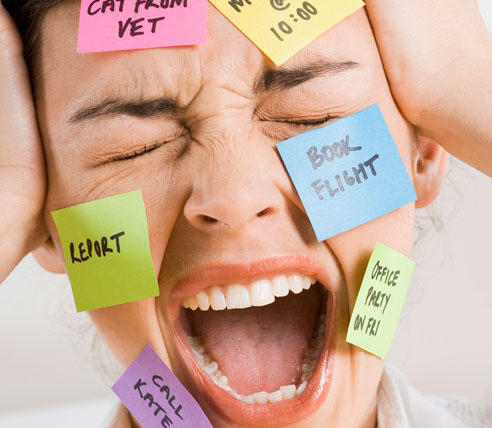 CAT FROM
VET
@
10:00
BOOK
FLIGHT
REPORT
OFFICE
PARTY
ON FRI
CALL
KATE